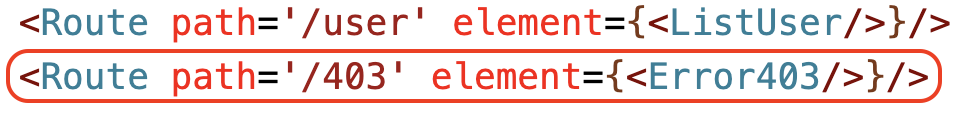 <Route path='/user' element={<ListUser/>}/>
<Route path='/403' element={<Error403/>}/>